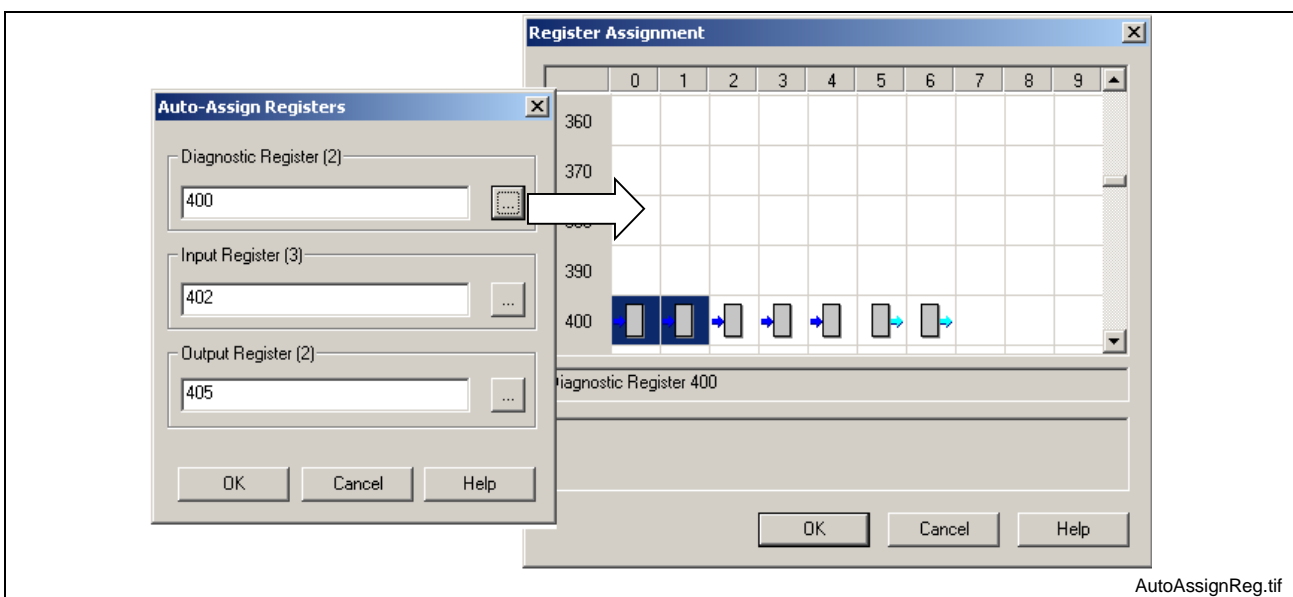 Register Assignment
0 1 2 3 4 5 6 7 8 9
Auto-Assign Registers
360
Diagnostic Register (2)
370
400
...
Input Register (3)
390
402
...
400
Output Register (2)
405
...
Diagnostic Register 400
OK Cancel Help
OK Cancel Help
AutoAssignReg.tif